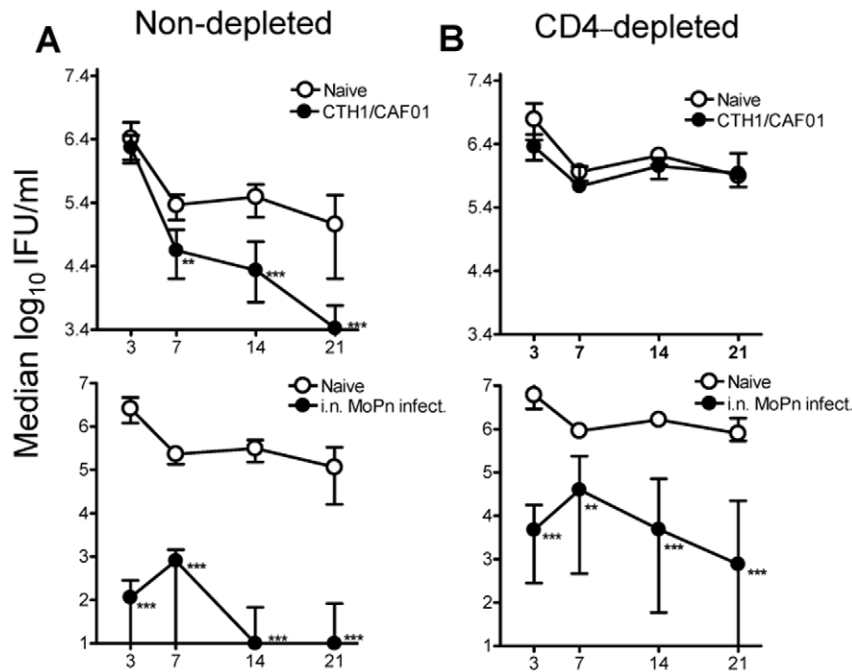 A
Non-depleted
B
CD4–depleted
Median log10 IFU/ml
7.4
6.4
5.4
4.4
3.4
3 7 14 21
Naive
CTH1/CAF01
**
***
***
7.4
6.4
5.4
4.4
3.4
3 7 14 21
Naive
CTH1/CAF01
7
6
5
4
3
2
1
3 7 14 21
Naive
i.n. MoPn infect.
***
***
***
***
7
6
5
4
3
2
1
3 7 14 21
Naive
i.n. MoPn infect.
***
**
***
***